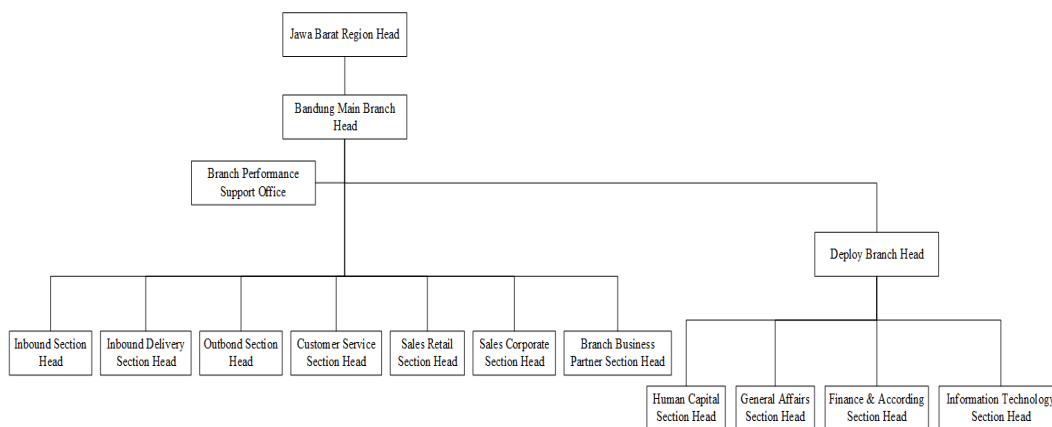 Jawa Barat Region Head
Bandung Main Branch
Head
Branch Performance
Support Office
Deploy Branch Head
Inbound Section
Head
Inbound Delivery
Section Head
Outbond Section
Head
Customer Service
Section Head
Sales Retail
Section Head
Sales Corporate
Section Head
Branch Business
Partner Section Head
Human Capital
Section Head
General Affairs
Section Head
Finance & According
Section Head
Information Technology
Section Head